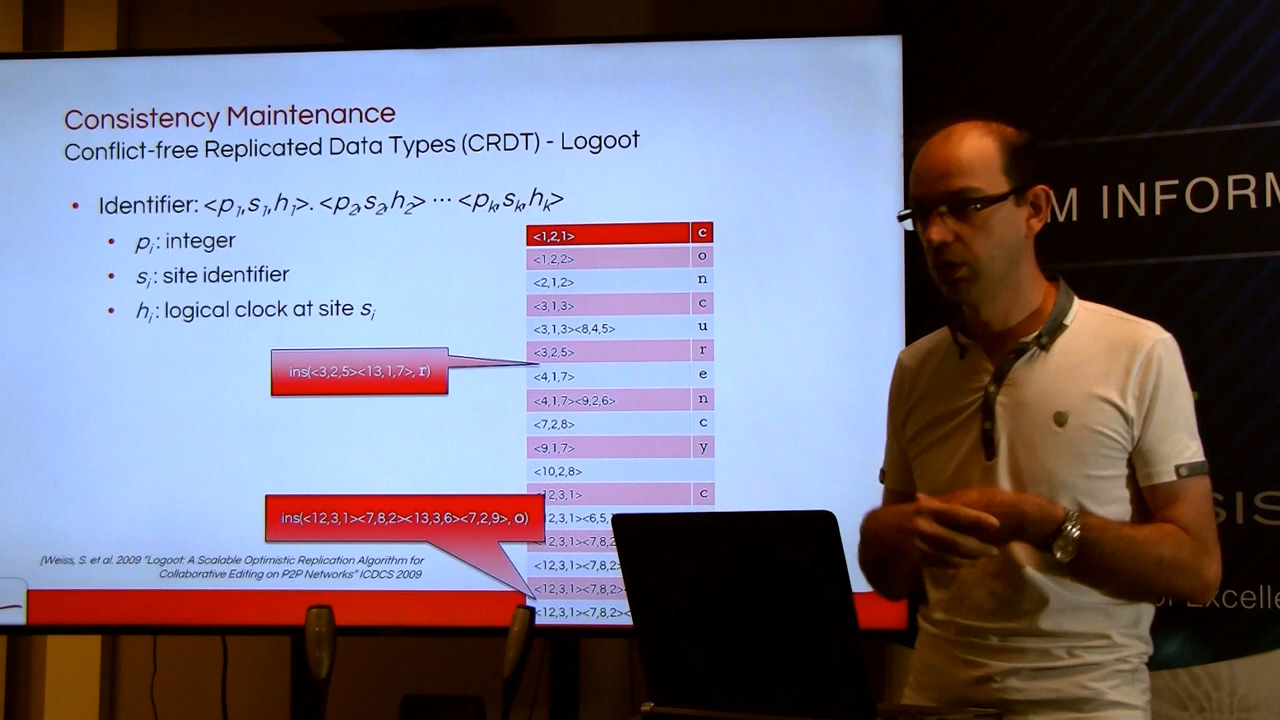 Consistency Maintenance
Conflict-free Replicated Data Types (CRDT) - Logoot
• Identifier: <p1,s1,h1>. <p2,s2,h2> ··· <pk,sk,hk>
• pi: integer
• si: site identifier
• hi: logical clock at site si
<1,2,1> c
<1,2,2> o
<2,1,2> n
<3,1,3> c
<3,1,3><8,4,5> u
<3,2,5> r
ins(<3,2,5><13,1,7>, r)
<4,1,7> e
<4,1,7><9,2,6> n
<7,2,8> c
<9,1,7> y
<10,2,8>
<12,3,1> c
ins(<12,3,1><7,8,2><13,3,6><7,2,9>, o)
12,3,1><6,5,
12,3,1><7,8,2
<12,3,1><7,8,2>
<12,3,1><7,8,2>
<12,3,1><7,8,2><
[Weiss, S. et al. 2009 "Logoot: A Scalable Optimistic Replication Algorithm for
Collaborative Editing on P2P Networks" ICDCS 2009
M INFORM
SIS
Excelle